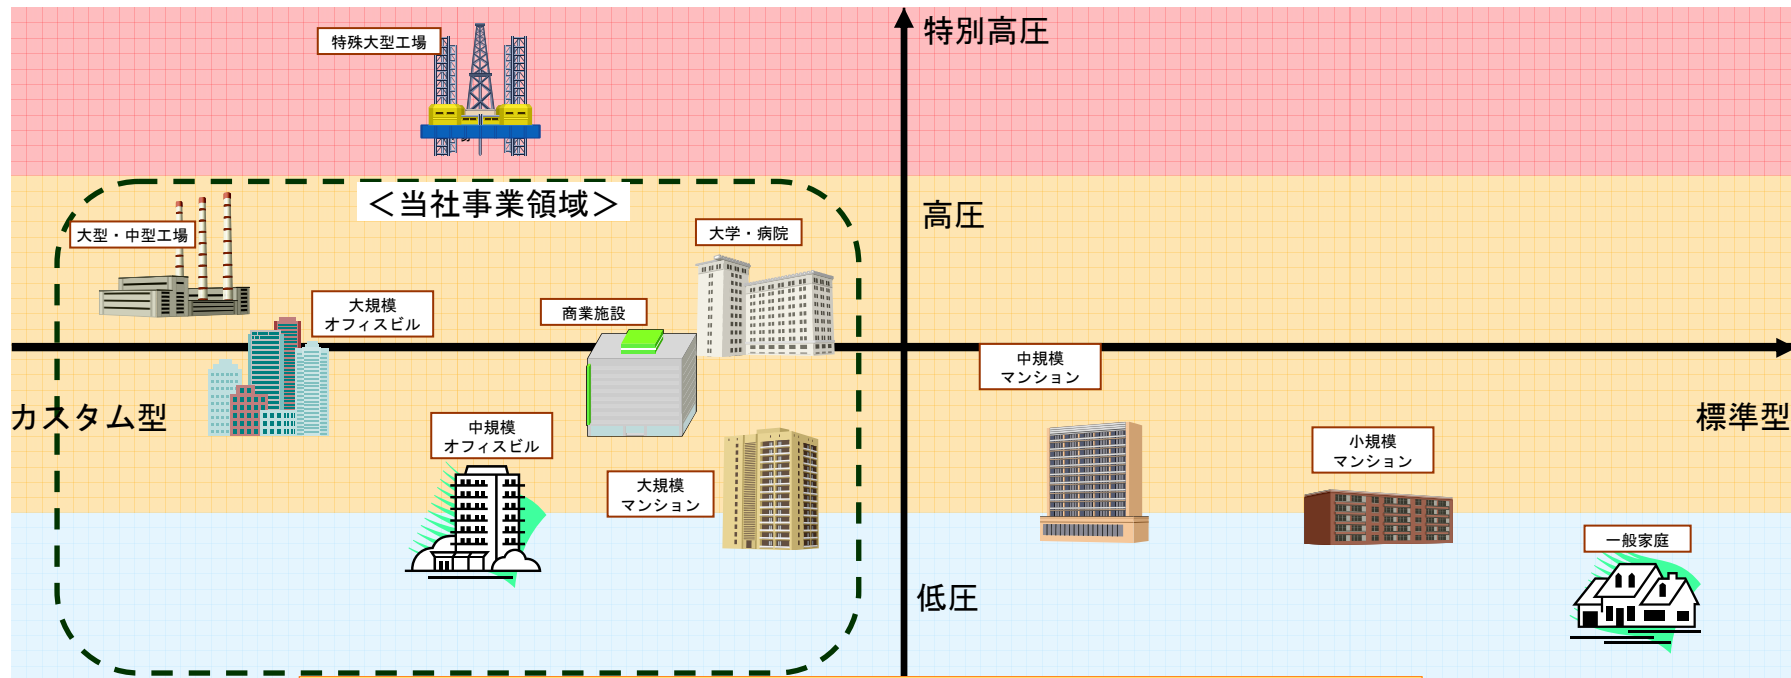 特別高圧
特殊大型工場
＜当社事業領域＞
高圧
大型・中型工場
大学・病院
大規模
オフィスビル
商業施設
中規模
マンション
カスタム型
標準型
中規模
オフィスビル
小規模
マンション
大規模
マンション
一般家庭
低圧